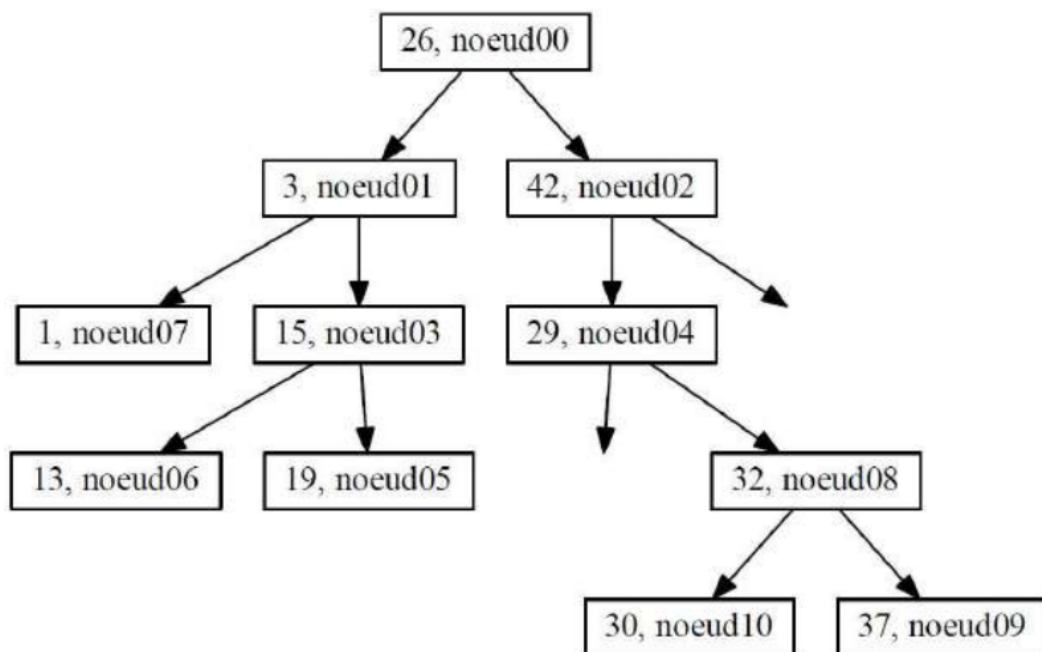 26, noeud00
3, noeud01
42, noeud02
1, noeud07
15, noeud03
29, noeud04
13, noeud06
19, noeud05
32, noeud08
30, noeud10
37, noeud09